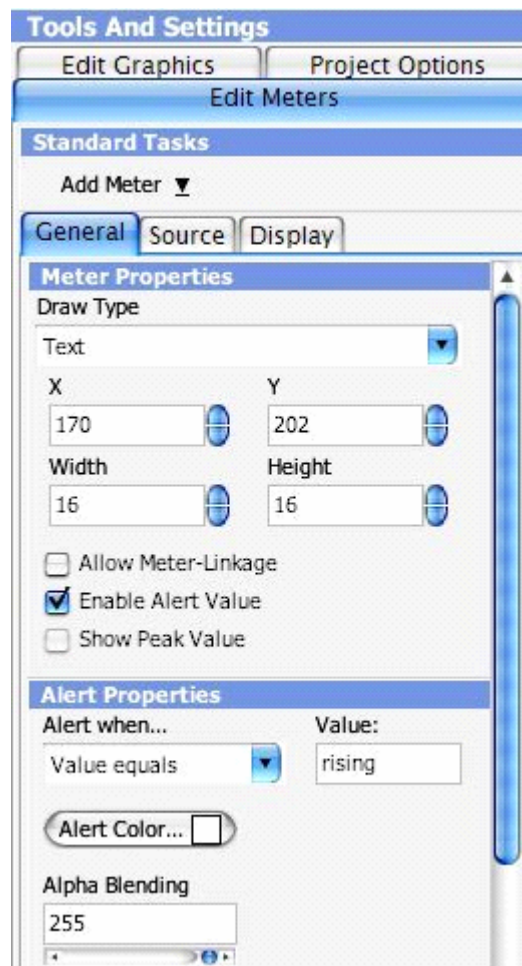 Tools And Settings
Edit Graphics Project Options
Edit Meters
Standard Tasks
Add Meter
General Source Display
Meter Properties
Draw Type
Text
X Y
170 202
Width Height
16 16
Allow Meter-Linkage
Enable Alert Value
Show Peak Value
Alert Properties
Alert when... Value:
Value equals rising
Alert Color...
Alpha Blending
255